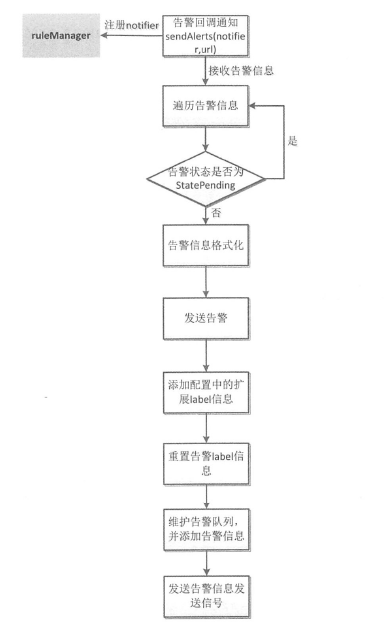 ruleManager
注册notifier
告警回调通知
sendAlerts(notifi
er,url)
接收告警信息
遍历告警信息
是
告警状态是否为
StatePending
否
告警信息格式化
发送告警
添加配置中的扩
展label信息
重置告警label信
息
维护告警队列,
并添加告警信息
发送告警信息发
送信号